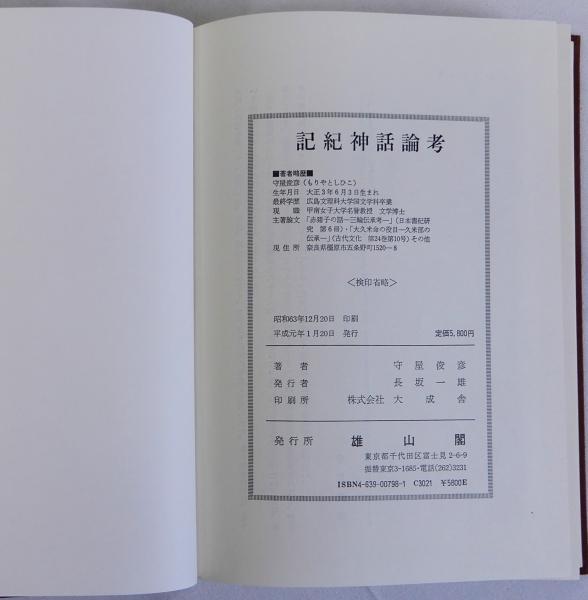 記紀神話論考
■著者略歴■
守屋俊彦(もりやとしひこ)
生年月日 大正3年6月3日生まれ
最終学歴 広島文理科大学国文学科卒業
現職 甲南女子大学名誉教授 文学博士
主著論文 「赤猪子の話―三輪伝承考―」(日本書紀研
究 第6冊)・「大久米命の役目―久米部の
伝承―」(古代文化 第24巻第10号)その他
現住所 奈良県橿原市五条野町1520―8
<検印省略>
昭和63年12月20日 印刷
平成元年1月20日 発行 定価5,800円
著者 守屋俊彦
発行者 長坂一雄
印刷所 株式会社 大成舎
発行所 雄山閣
東京都千代田区富士見2-6-9
振替東京3-1685・電話(262)3231
ISBN4-639-00798-1 C3021 ¥5800E